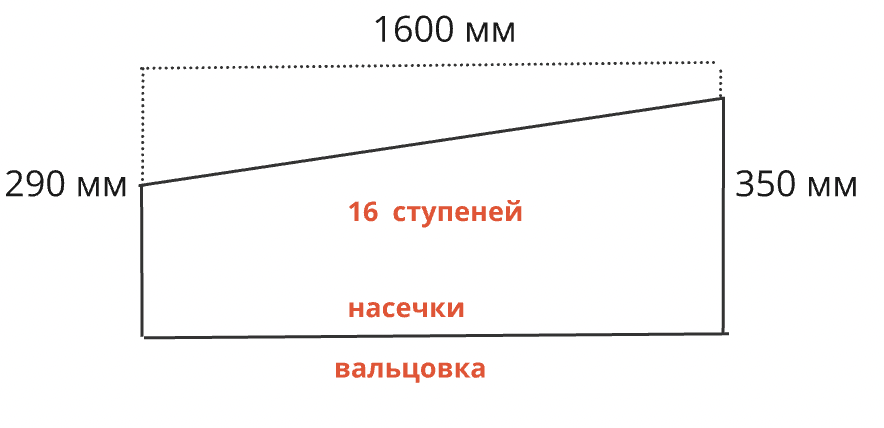 1600 мм
290 мм
350 мм
16 ступеней
насечки
вальцовка